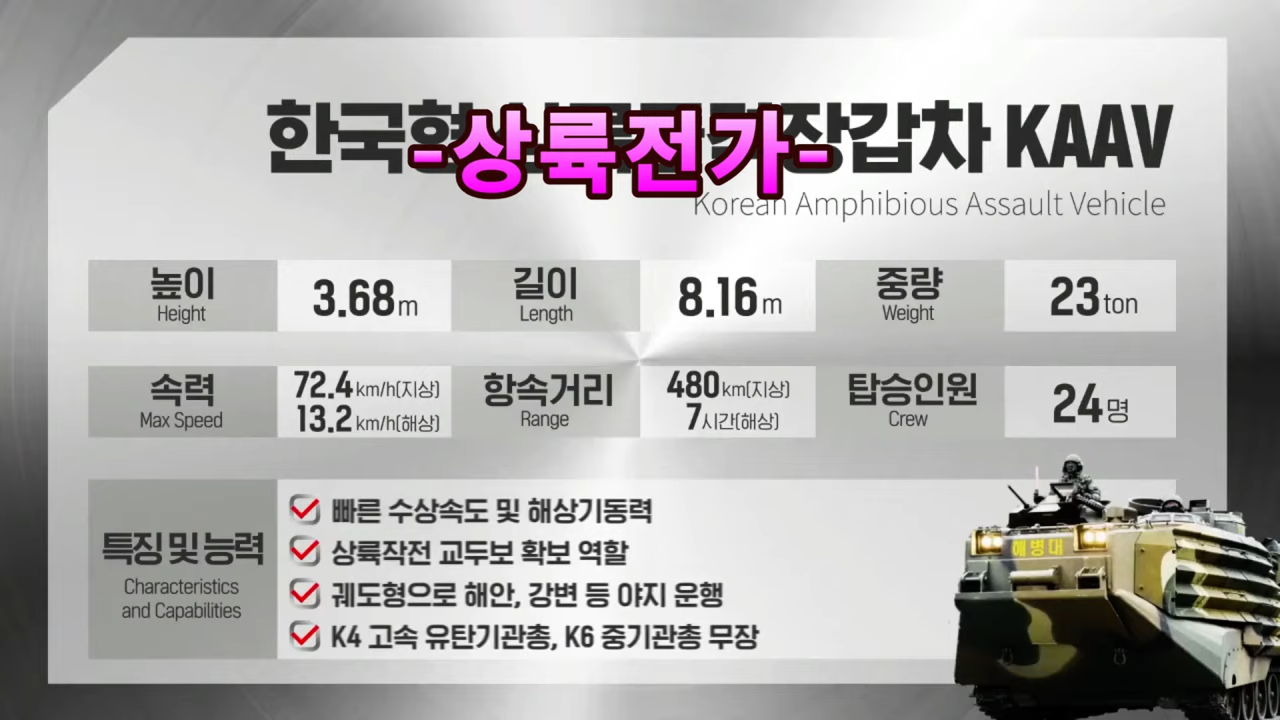 한국형 장갑차 KAAV
-상륙전가-
Korean Amphibious Assault Vehicle
높이 3.68m 길이 8.16m 중량 23ton
Height Length Weight
속력 72.4km/h(지상) 항속거리 480km(지상) 탑승인원 24명
Max Speed 13.2km/h(해상) Range 7시간(해상) Crew
특징 및 능력
Characteristics
and Capabilities
빠른 수상속도 및 해상기동력
상륙작전 교두보 확보 역할
궤도형으로 해안, 강변 등 야지 운행
K4 고속 유탄기관총, K6 중기관총 무장
해병대